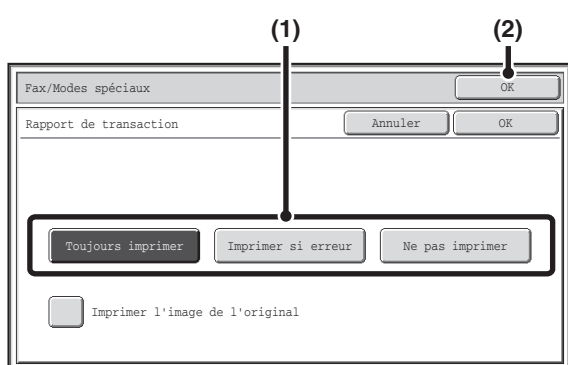 (1) (2)
Fax/Modes spéciaux OK
Rapport de transaction Annuler OK
Toujours imprimer Imprimer si erreur Ne pas imprimer
Imprimer l'image de l'original